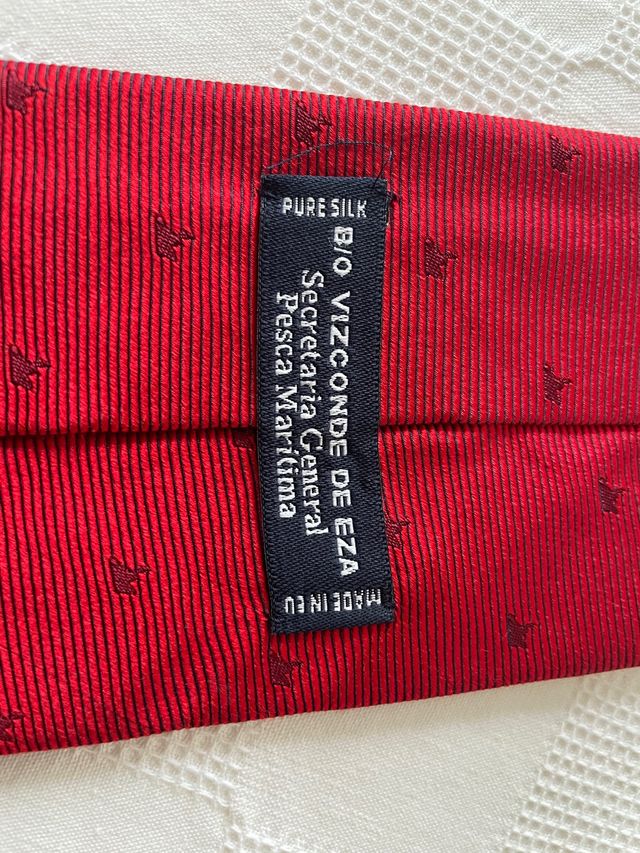 PURE SILK
B/O VIZCONDE DE EZA
Secretaria General
Pesca Marítima
MADE IN EU